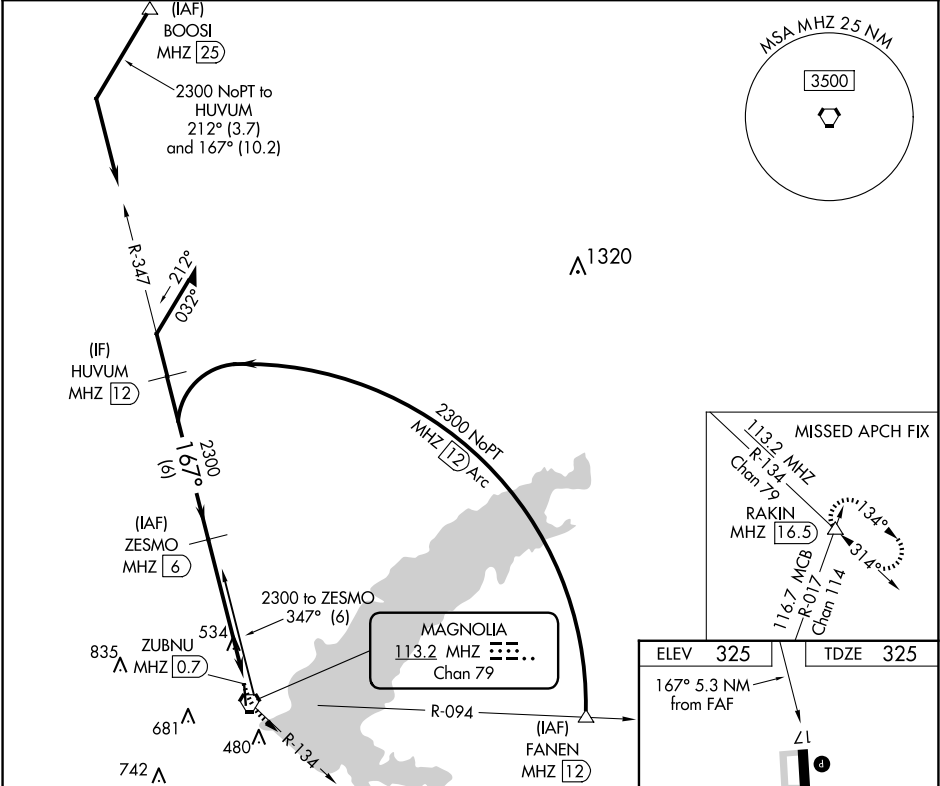 (IAF)
BOOSI
MHZ 25
2300 NoPT to
HUVUM
212° (3.7)
and 167° (10.2)
MSA MHZ 25 NM
3500
1320
R-347
212°
032°
(IF)
HUVUM
MHZ 12
2300 NoPT
MHZ 12 Arc
2300
167°
(6)
(IAF)
ZESMO
MHZ 6
2300 to ZESMO
347° (6)
534
835
ZUBNU
MHZ 0.7
MAGNOLIA
113.2 MHZ
Chan 79
R-094
681
480
R-134
742
(IAF)
FANEN
MHZ 12
MISSED APCH FIX
113.2 MHZ
R-134
Chan 79
RAKIN
MHZ 16.5
134°
314°
116.7 MCB
R-017
Chan 114
ELEV 325
TDZE 325
167° 5.3 NM
from FAF
17
P